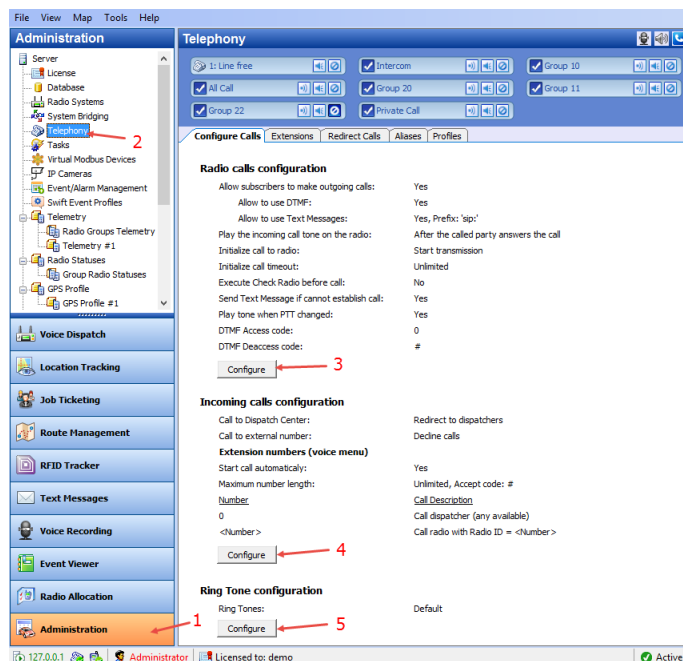 File View Map Tools Help
Administration
Telephony
Server
License
Database
Radio Systems
System Bridging
Telephony
2
Tasks
Virtual Modbus Devices
IP Cameras
Event/Alarm Management
Swift Event Profiles
Telemetry
Radio Groups Telemetry
Telemetry #1
Radio Statuses
Group Radio Statuses
GPS Profile
GPS Profile #1
Voice Dispatch
Location Tracking
Job Ticketing
Route Management
RFID Tracker
Text Messages
Voice Recording
Event Viewer
Radio Allocation
Administration
1
1: Line free
Intercom
Group 10
All Call
Group 20
Group 11
Group 22
Private Call
Configure Calls Extensions Redirect Calls Aliases Profiles
Radio calls configuration
Allow subscribers to make outgoing calls: Yes
Allow to use DTMF: Yes
Allow to use Text Messages: Yes, Prefix: 'sip:'
Play the incoming call tone on the radio: After the called party answers the call
Initialize call to radio: Start transmission
Initialize call timeout: Unlimited
Execute Check Radio before call: No
Send Text Message if cannot establish call: Yes
Play tone when PTT changed: Yes
DTMF Access code: 0
DTMF Deaccess code: #
Configure 3
Incoming calls configuration
Call to Dispatch Center: Redirect to dispatchers
Call to external number: Decline calls
Extension numbers (voice menu)
Start call automaticaly: Yes
Maximum number length: Unlimited, Accept code: #
Number Call Description
0 Call dispatcher (any available)
<Number> Call radio with Radio ID = <Number>
Configure 4
Ring Tone configuration
Ring Tones: Default
Configure 5
127.0.0.1 Administrator Licensed to: demo Active